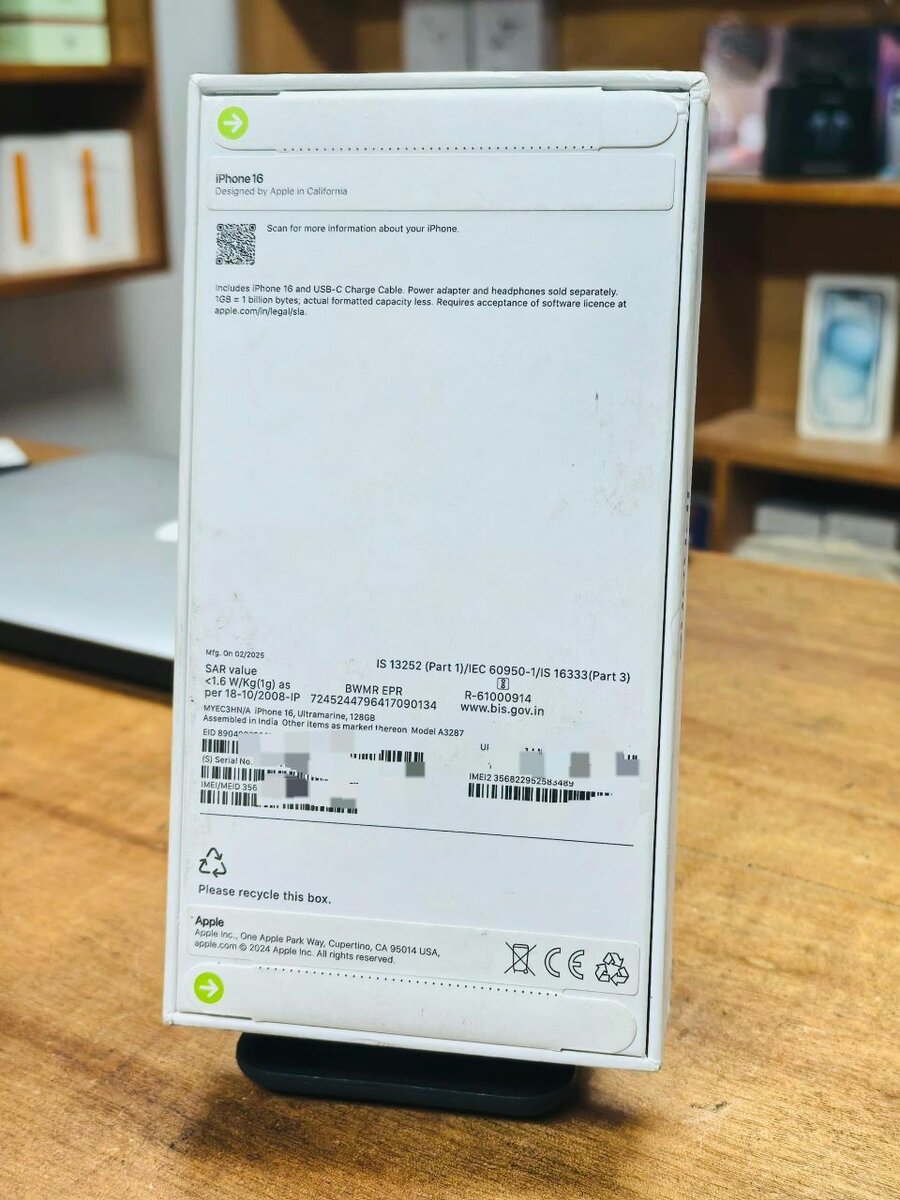 iPhone 16
Designed by Apple in California
Scan for more information about your iPhone.
Includes iPhone 16 and USB-C Charge Cable. Power adapter and headphones sold separately.
1GB = 1 billion bytes; actual formatted capacity less. Requires acceptance of software licence at
apple.com/in/legal/sla.
Mfg. On 02/2025
SAR value
<1.6 W/Kg(1g) as
per 18-10/2008-IP
BWMR EPR
7245244796417090134
IS 13252 (Part 1)/IEC 60950-1/IS 16333(Part 3)
R-61000914
www.bis.gov.in
MYEC3HN/A iPhone 16, Ultramarine, 128GB
Assembled in India Other items as marked thereon Model A3287
EID
(S) Serial No.
IMEI/MEID 356
IMEI2 356822952583489
Please recycle this box.
Apple
Apple Inc., One Apple Park Way, Cupertino, CA 95014 USA,
apple.com © 2024 Apple Inc. All rights reserved.
CE